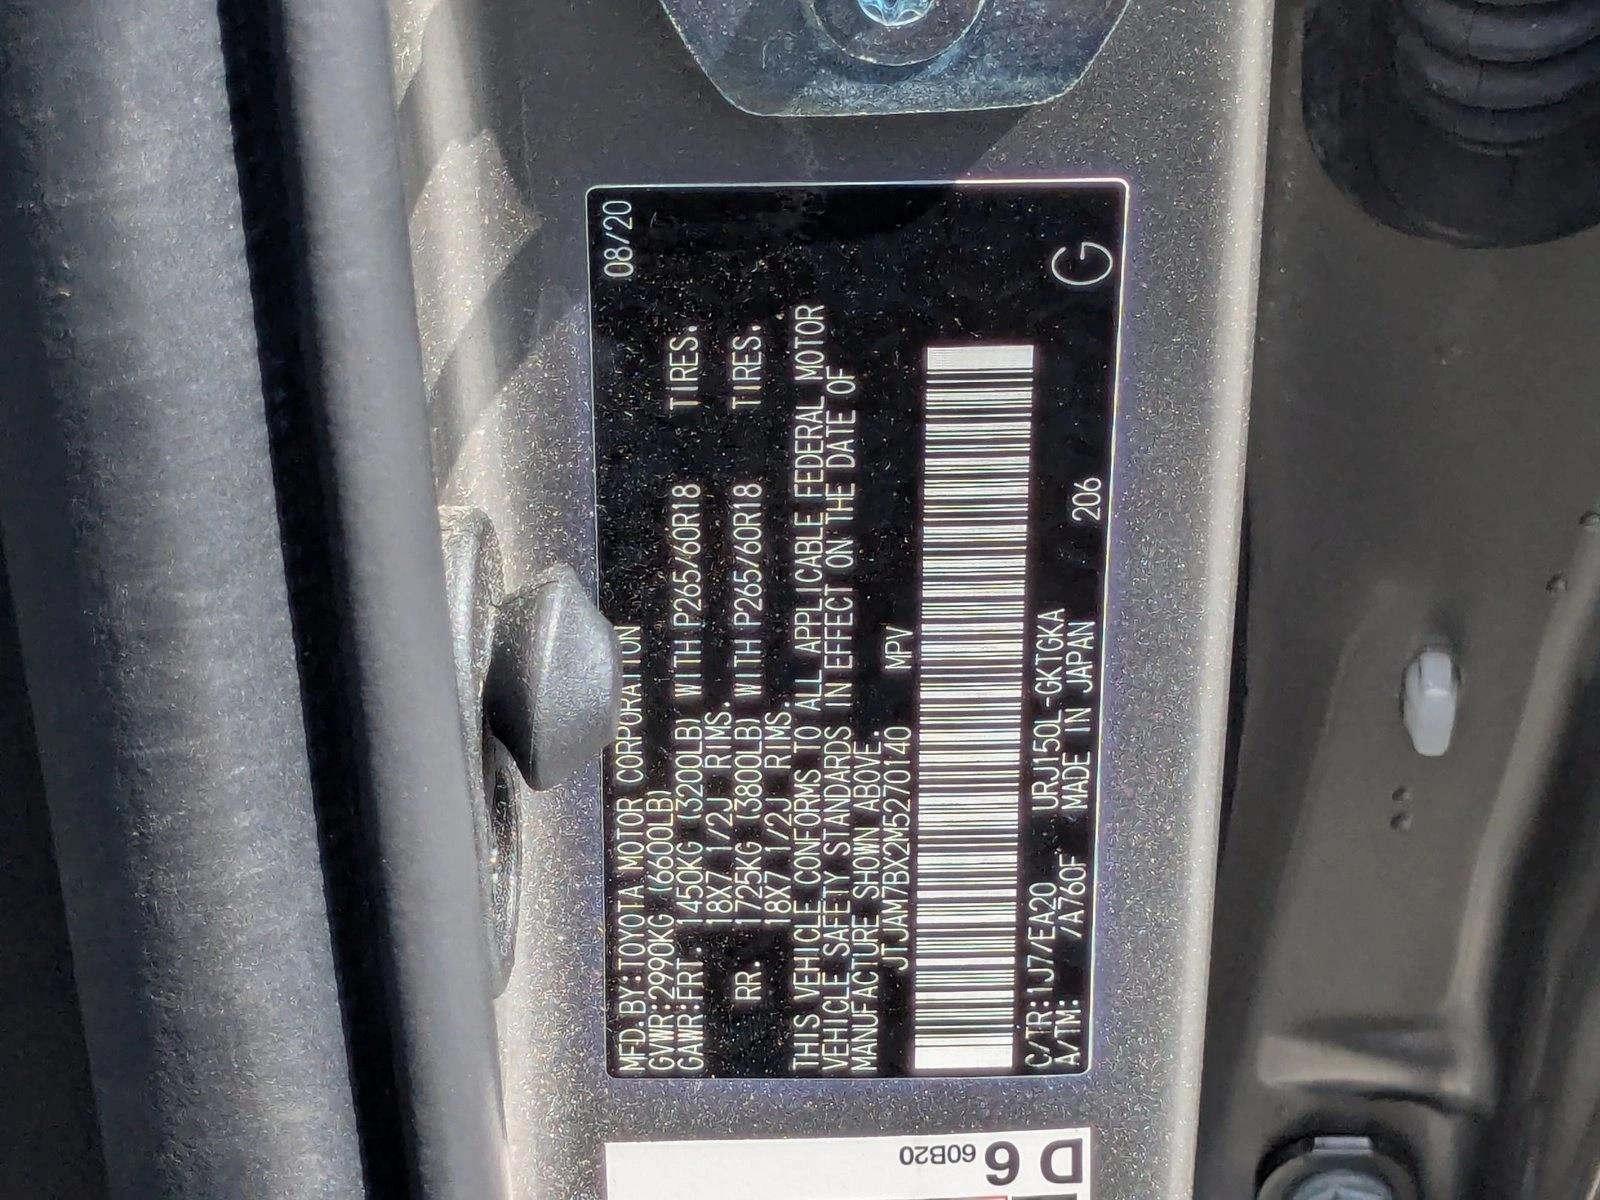 MFD.BY:TOYOTA MOTOR CORPORATION 08/20
GVWR:2990KG (6600LB)
GAWR:FRT. 1450KG (3200LB) WITH P265/60R18 TIRES.
18X7 1/2J RIMS.
RR. 1725KG (3800LB) WITH P265/60R18 TIRES.
18X7 1/2J RIMS.
THIS VEHICLE CONFORMS TO ALL APPLICABLE FEDERAL MOTOR
VEHICLE SAFETY STANDARDS IN EFFECT ON THE DATE OF
MANUFACTURE SHOWN ABOVE.
JTJAM7BX2M5270140 MPV
C/TR:1J7/EA20 URJ150L-GKTGKA
A/TM: /A760F MADE IN JAPAN 206
G
60B20
D 6